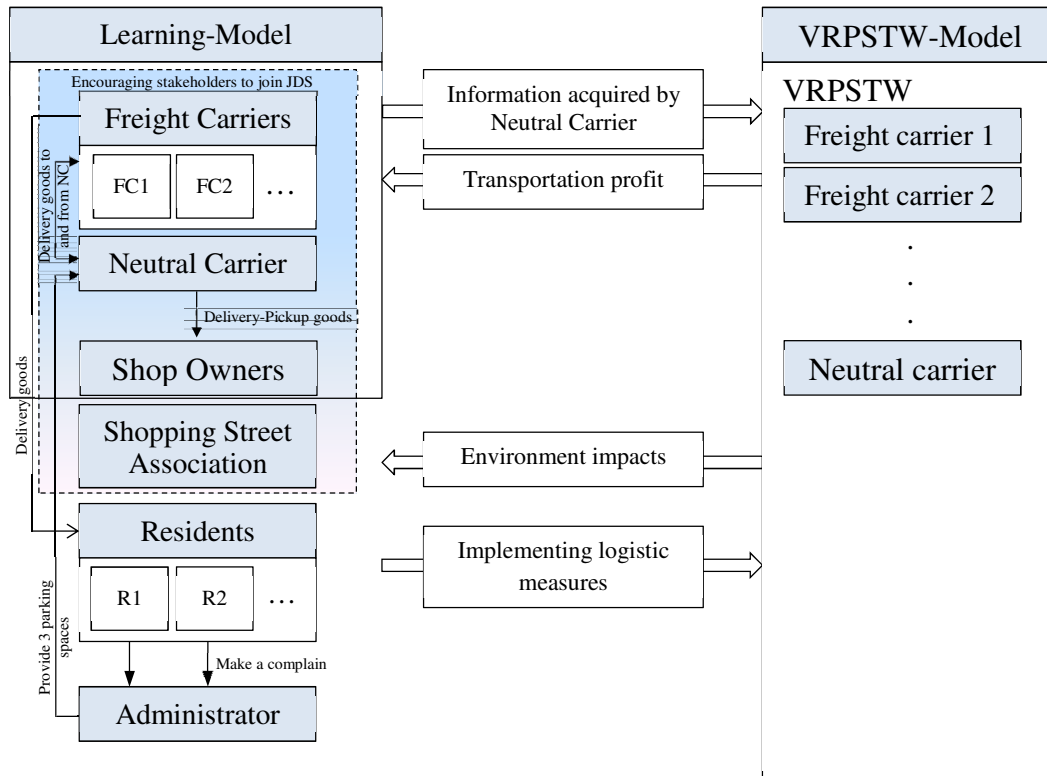 Learning-Model
Encouraging stakeholders to join JDS
Freight Carriers
FC1
FC2
...
Delivery goods to
and from NC
Neutral Carrier
Delivery-Pickup goods
Shop Owners
Delivery goods
Shopping Street
Association
Residents
R1
R2
...
Provide 3 parking
spaces
Make a complain
Administrator
Information acquired by
Neutral Carrier
Transportation profit
Environment impacts
Implementing logistic
measures
VRPSTW-Model
VRPSTW
Freight carrier 1
Freight carrier 2
.
.
.
Neutral carrier